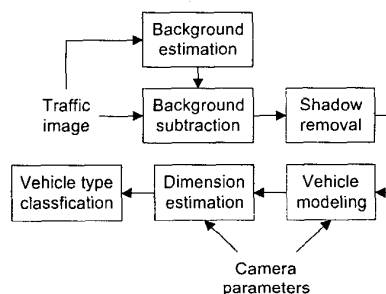 Background
estimation
Traffic
image
Background
subtraction
Shadow
removal
Vehicle type
classfication
Dimension
estimation
Vehicle
modeling
Camera
parameters